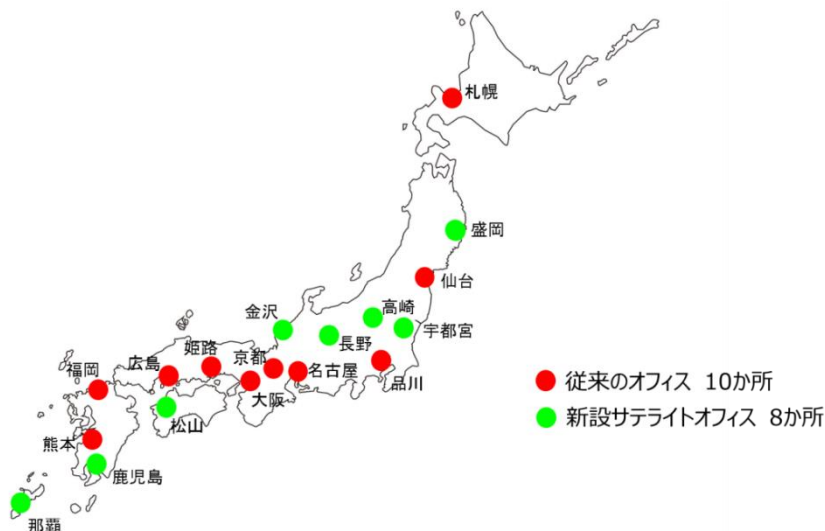 札幌
盛岡
仙台
高崎
金沢
宇都宮
長野
姫路
京都
広島
名古屋
福岡
品川
大阪
松山
熊本
鹿児島
那覇
従来のオフィス 10か所
新設サテライトオフィス 8か所